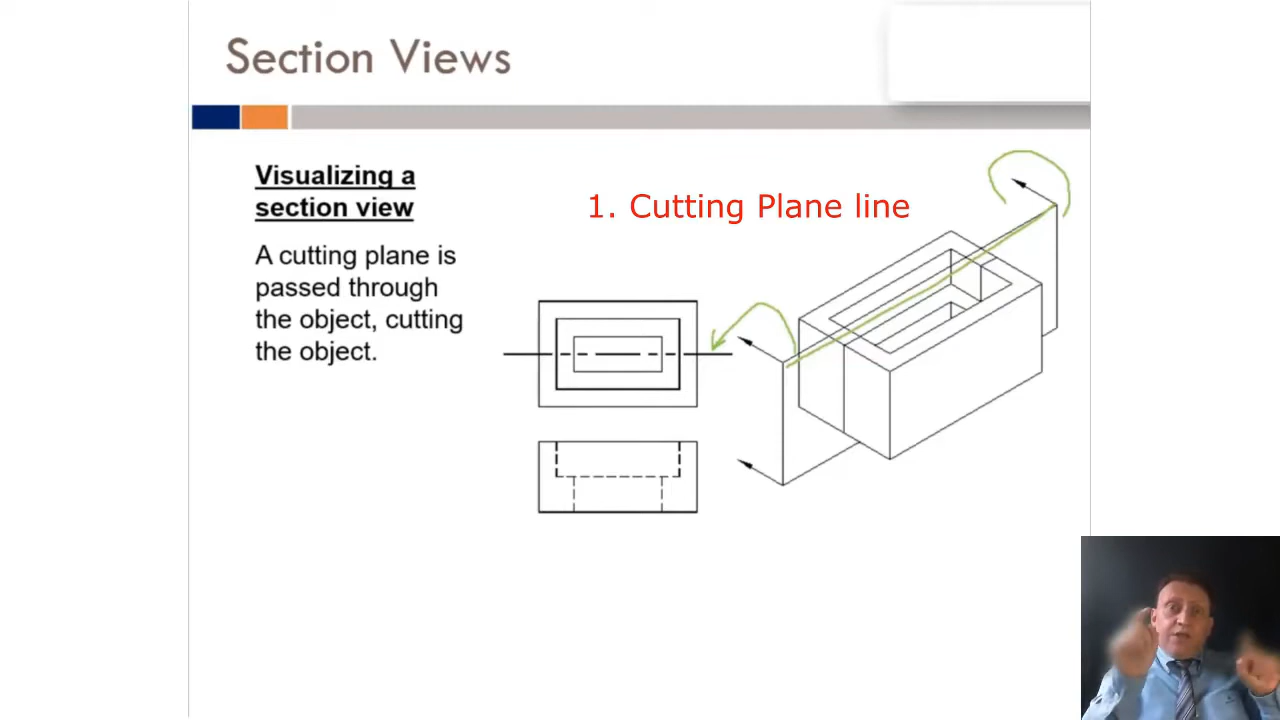 Section Views
Visualizing a
section view
1. Cutting Plane line
A cutting plane is
passed through
the object, cutting
the object.